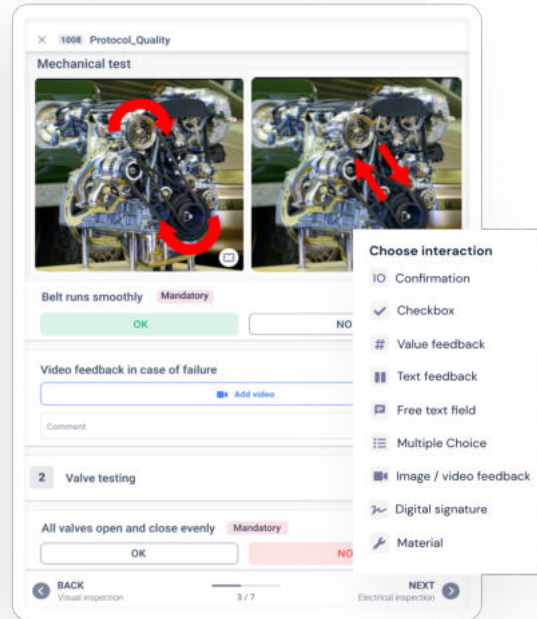 1008 Protocol_Quality
Mechanical test
Belt runs smoothly Mandatory
OK
NO
Video feedback in case of failure
Add video
Comment
2 Valve testing
All valves open and close evenly Mandatory
OK
NO
BACK
Visual inspection
3 / 7
NEXT
Electrical inspection
Choose interaction
IO Confirmation
Checkbox
# Value feedback
Text feedback
Free text field
Multiple Choice
Image / video feedback
Digital signature
Material